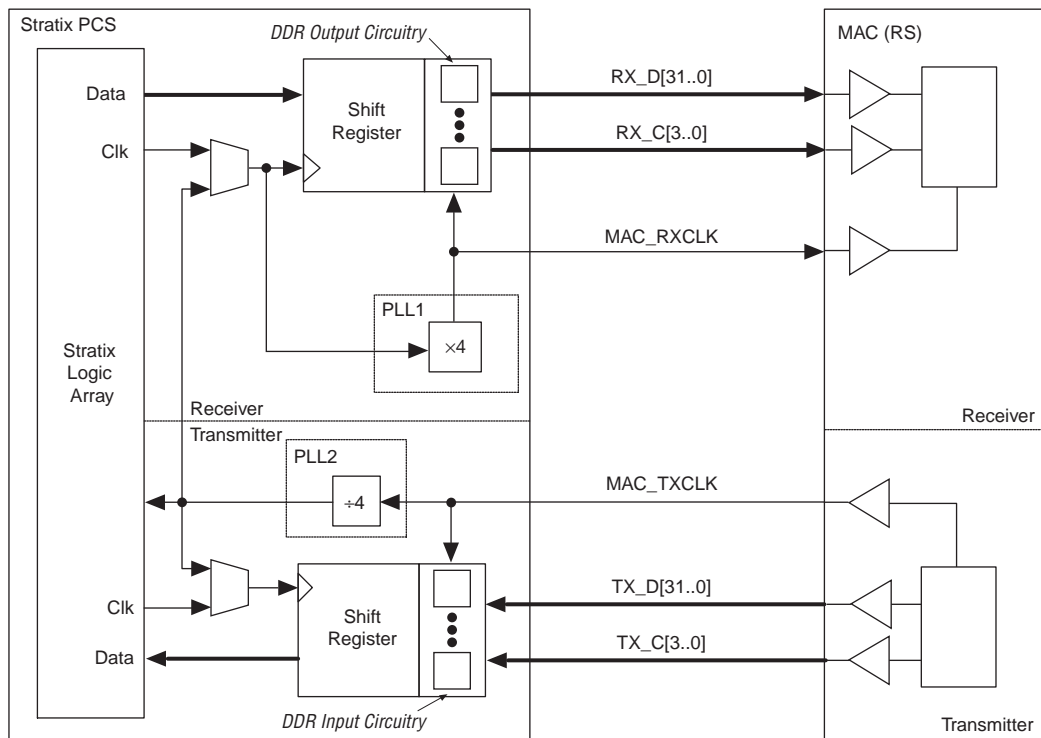 Stratix PCS
DDR Output Circuitry
MAC (RS)
Data
Shift
Register
RX_D[31..0]
Clk
RX_C[3..0]
MAC_RXCLK
PLL1
×4
Stratix
Logic
Array
Receiver
Receiver
Transmitter
PLL2
÷4
MAC_TXCLK
TX_D[31..0]
Clk
Shift
Register
TX_C[3..0]
Data
DDR Input Circuitry
Transmitter